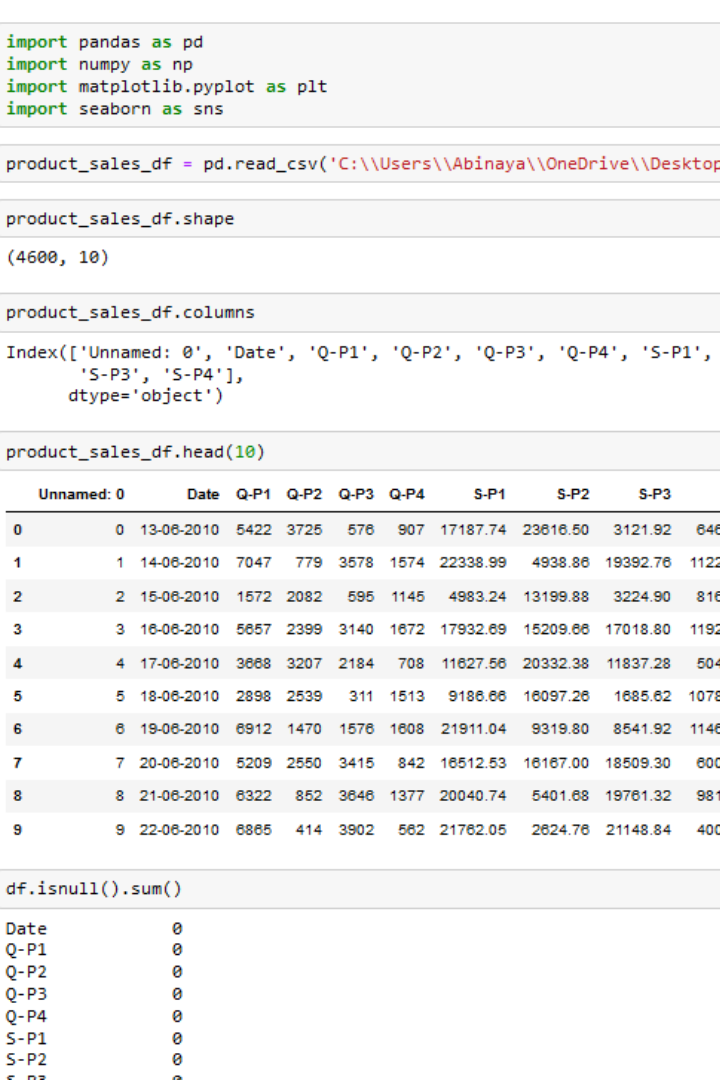 import pandas as pd
import numpy as np
import matplotlib.pyplot as plt
import seaborn as sns
product_sales_df = pd.read_csv('C:\\Users\\Abinaya\\OneDrive\\Desktop
product_sales_df.shape
(4600, 10)
product_sales_df.columns
Index(['Unnamed: 0', 'Date', 'Q-P1', 'Q-P2', 'Q-P3', 'Q-P4', 'S-P1',
'S-P3', 'S-P4'],
dtype='object')
product_sales_df.head(10)
Unnamed: 0 Date Q-P1 Q-P2 Q-P3 Q-P4 S-P1 S-P2 S-P3
0 0 13-06-2010 5422 3725 576 907 17187.74 23616.50 3121.92 646
1 1 14-06-2010 7047 779 3578 1574 22338.99 4938.86 19392.76 1122
2 2 15-06-2010 1572 2082 595 1145 4983.24 13199.88 3224.90 816
3 3 16-06-2010 5657 2399 3140 1672 17932.69 15209.66 17018.80 1192
4 4 17-06-2010 3668 3207 2184 708 11627.56 20332.38 11837.28 504
5 5 18-06-2010 2898 2539 311 1513 9186.66 16097.26 1685.62 1078
6 6 19-06-2010 6912 1470 1576 1608 21911.04 9319.80 8541.92 1146
7 7 20-06-2010 5209 2550 3415 842 16512.53 16167.00 18509.30 600
8 8 21-06-2010 6322 852 3646 1377 20040.74 5401.68 19761.32 981
9 9 22-06-2010 6865 414 3902 562 21762.05 2624.76 21148.84 400
df.isnull().sum()
Date 0
Q-P1 0
Q-P2 0
Q-P3 0
Q-P4 0
S-P1 0
S-P2 0